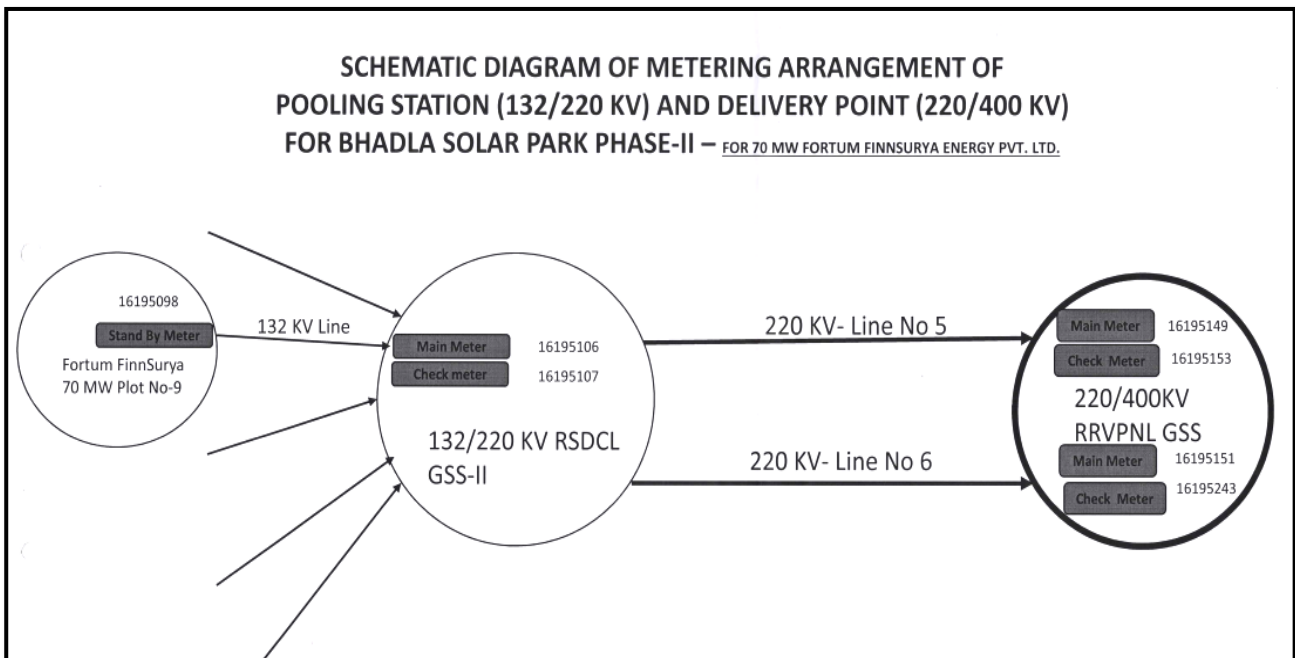 SCHEMATIC DIAGRAM OF METERING ARRANGEMENT OF
POOLING STATION (132/220 KV) AND DELIVERY POINT (220/400 KV)
FOR BHADLA SOLAR PARK PHASE-II – FOR 70 MW FORTUM FINNSURYA ENERGY PVT. LTD.
16195098
Stand By Meter
Fortum FinnSurya
70 MW Plot No-9
132 KV Line
Main Meter 16195106
Check meter 16195107
132/220 KV RSDCL
GSS-II
220 KV- Line No 5
220 KV- Line No 6
Main Meter 16195149
Check Meter 16195153
220/400KV
RRVPNL GSS
Main Meter 16195151
Check Meter 16195243